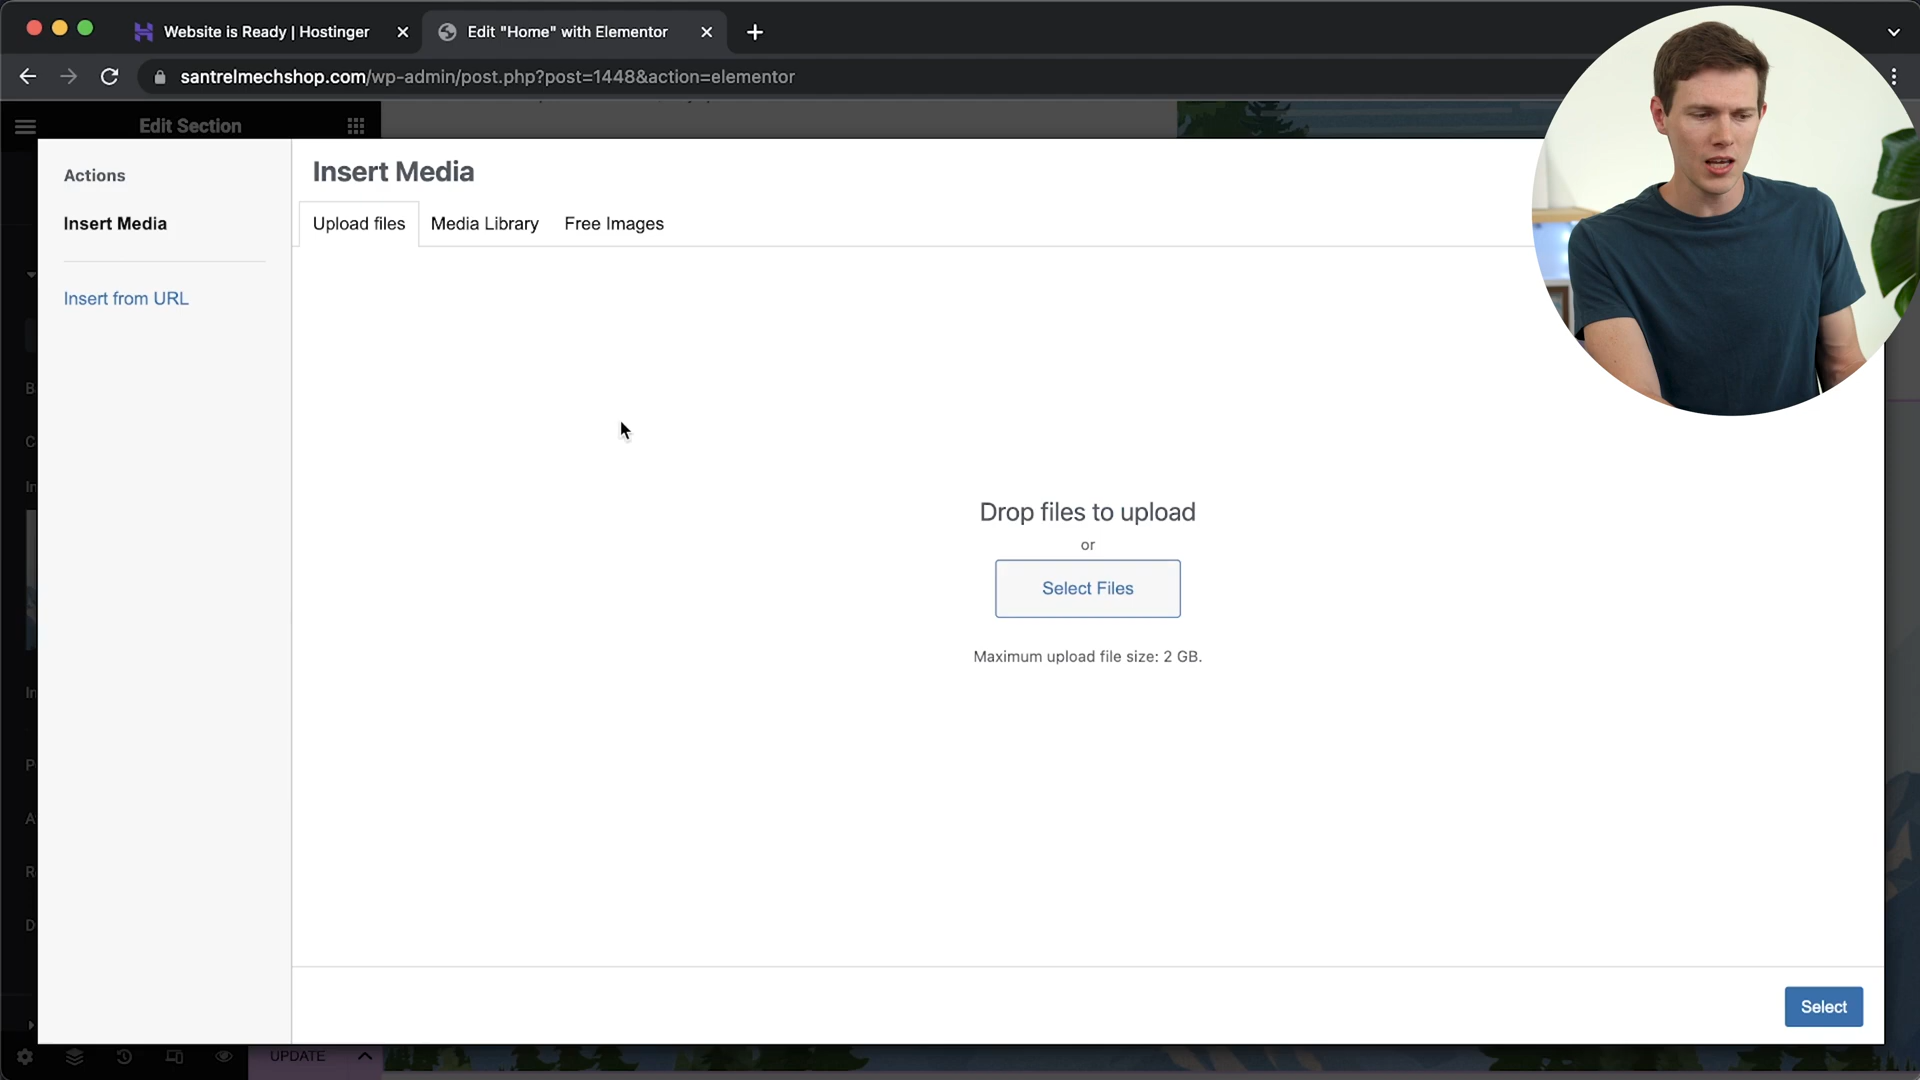 Website is Ready | Hostinger
Edit "Home" with Elementor
santrelmechshop.com/wp-admin/post.php?post=1448&action=elementor
Edit Section
Actions
Insert Media
Insert from URL
Insert Media
Upload files
Media Library
Free Images
Drop files to upload
or
Select Files
Maximum upload file size: 2 GB.
Select
UPDATE